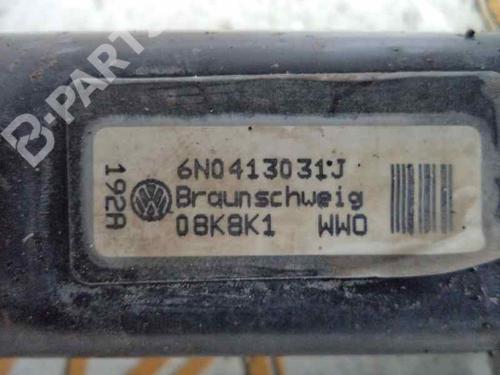 B-PARTS
192A
6N0413031J
Braunschweig
08K8K1 WWO